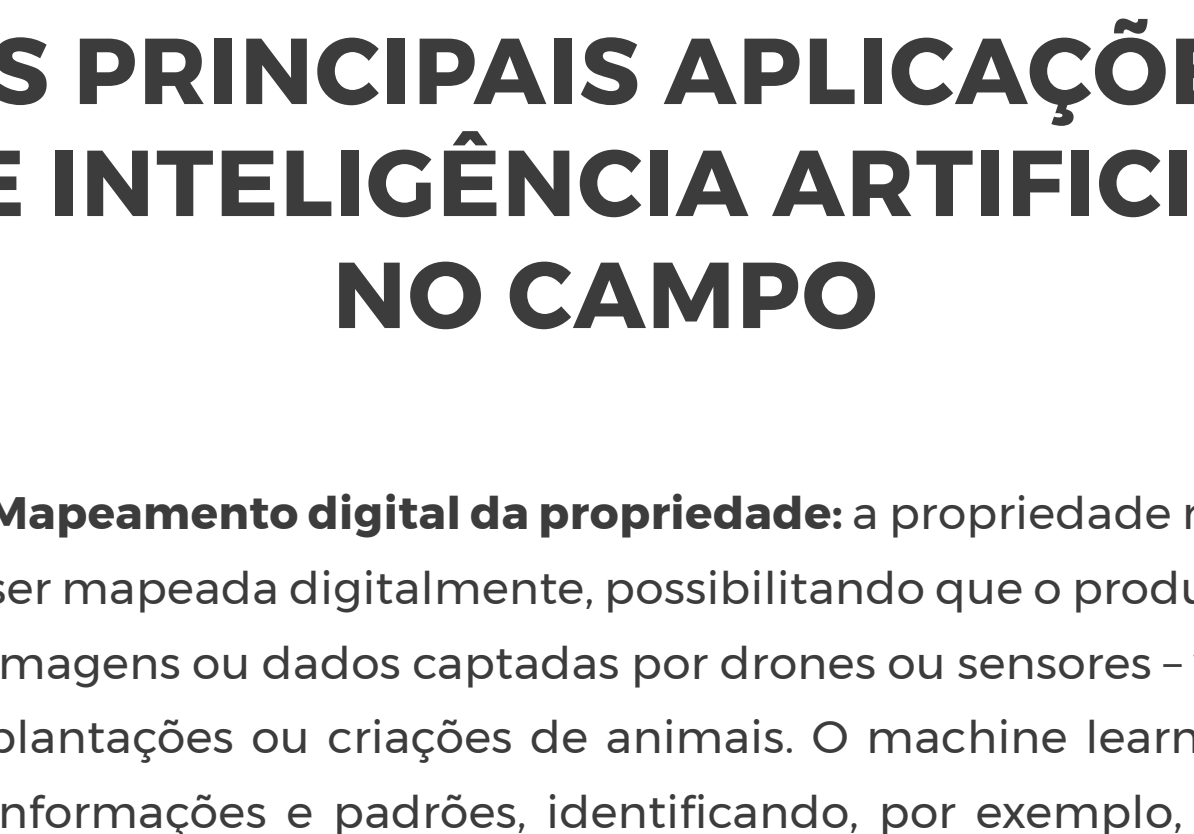 S PRINCIPAIS APLICAÇÕE
E INTELIGÊNCIA ARTIFICI
NO CAMPO
Mapeamento digital da propriedade: a propriedade r
ser mapeada digitalmente, possibilitando que o produ
magens ou dados captadas por drones ou sensores –
plantações ou criações de animais. O machine learn
nformações e padrões, identificando, por exemplo,